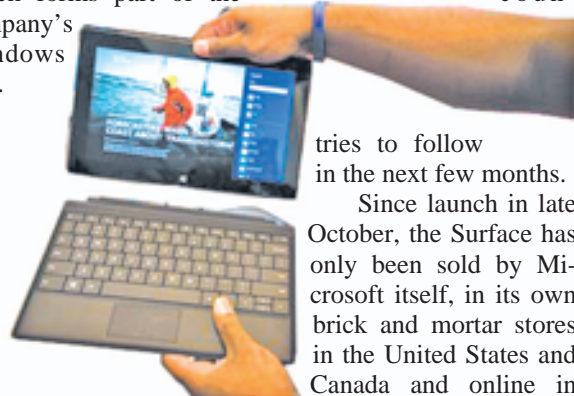 forms part of the
mpany's
ndows
.
tries to follow
in the next few months.
Since launch in late
October, the Surface has
only been sold by Mi-
crosoft itself, in its own
brick and mortar stores
in the United States and
Canada and online in